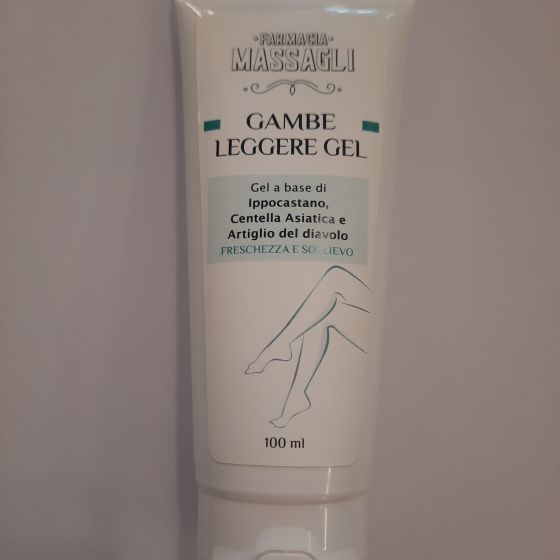 FARMACIA
MASSAGLI
GAMBE
LEGGERE GEL
Gel a base di
Ippocastano,
Centella Asiatica e
Artiglio del diavolo
FRESCHEZZA E SOLLIEVO
100 ml